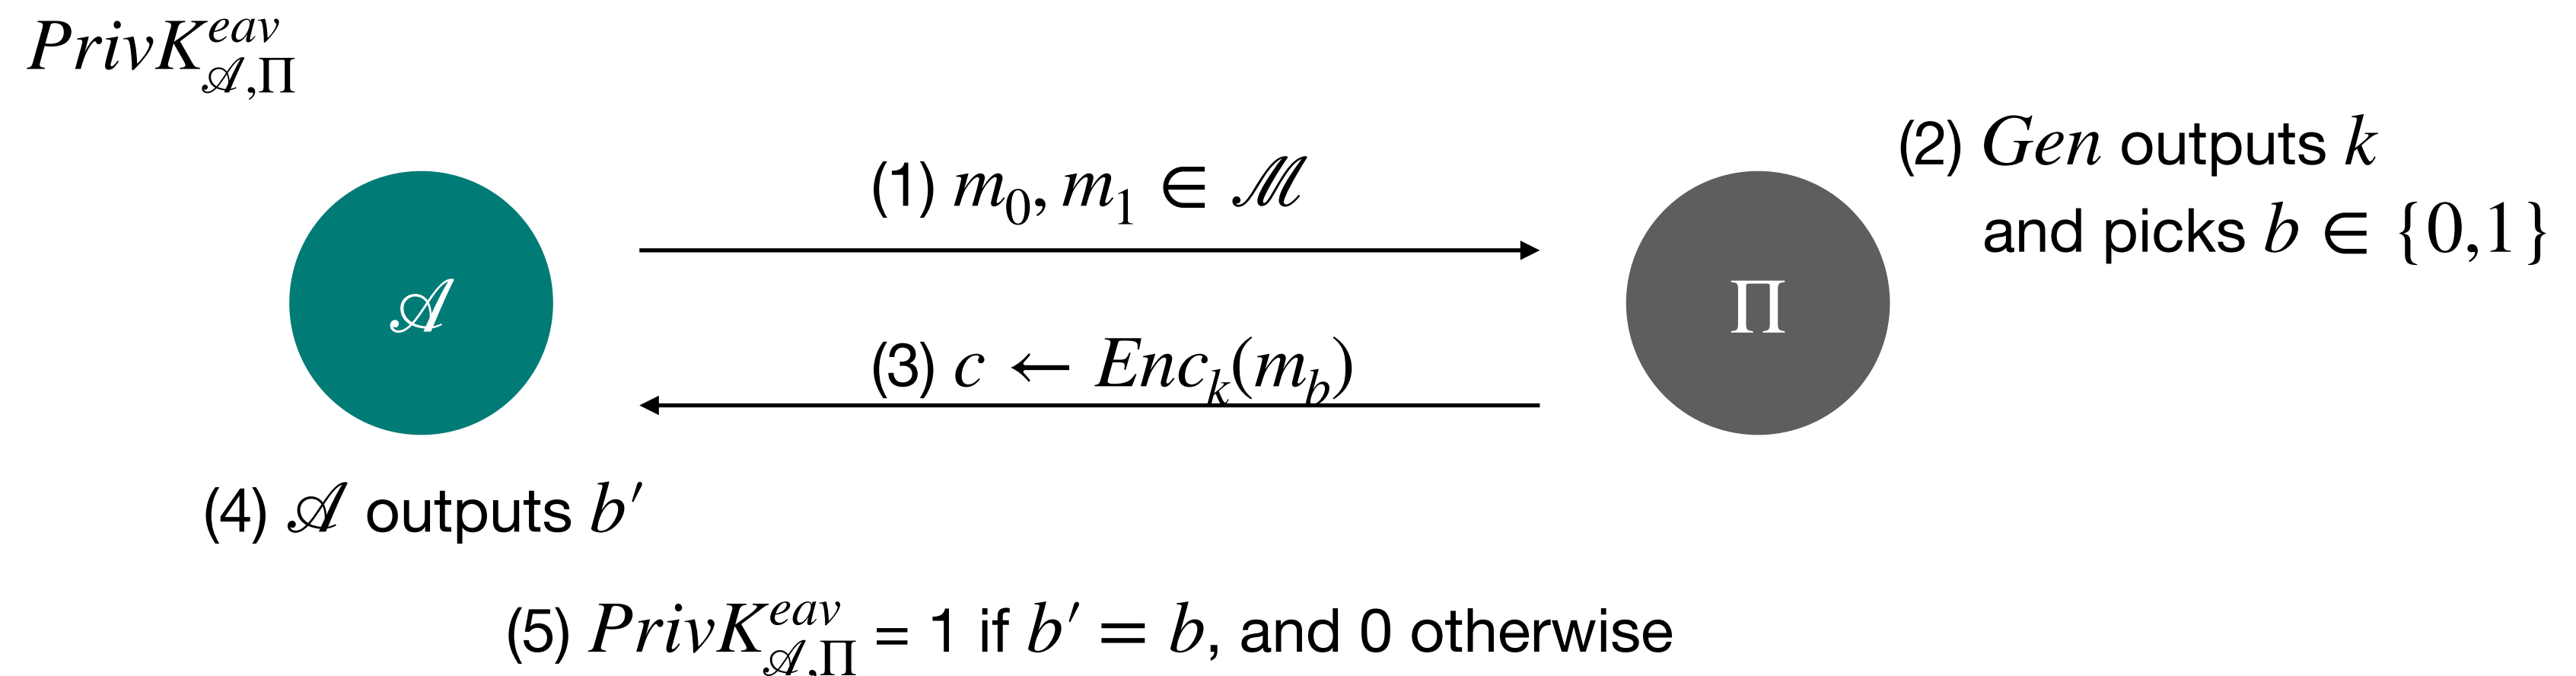 PrivK^{eav}_{𝒜,Π}
(1) m_0, m_1 ∈ ℳ
(2) Gen outputs k
and picks b ∈ {0,1}
𝒜
Π
(3) c ← Enc_k(m_b)
(4) 𝒜 outputs b′
(5) PrivK^{eav}_{𝒜,Π} = 1 if b′ = b, and 0 otherwise